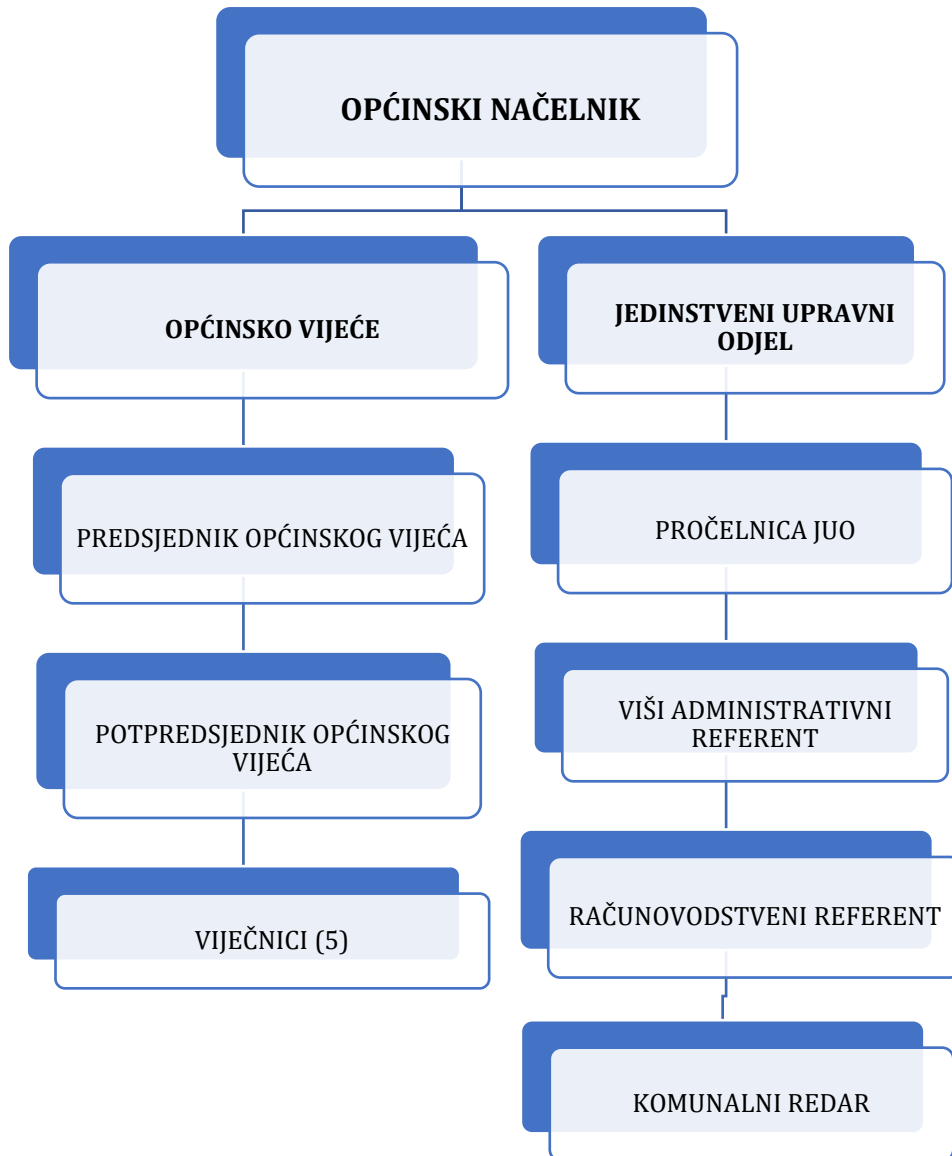 OPĆINSKI NAČELNIK
OPĆINSKO VIJEĆE
PREDSJEDNIK OPĆINSKOG VIJEĆA
POTPREDSJEDNIK OPĆINSKOG
VIJEĆA
VIJEČNICI (5)
JEDINSTVENI UPRAVNI
ODJEL
PROČELNICA JUO
VIŠI ADMINISTRATIVNI
REFERENT
RAČUNOVODSTVENI REFERENT
KOMUNALNI REDAR